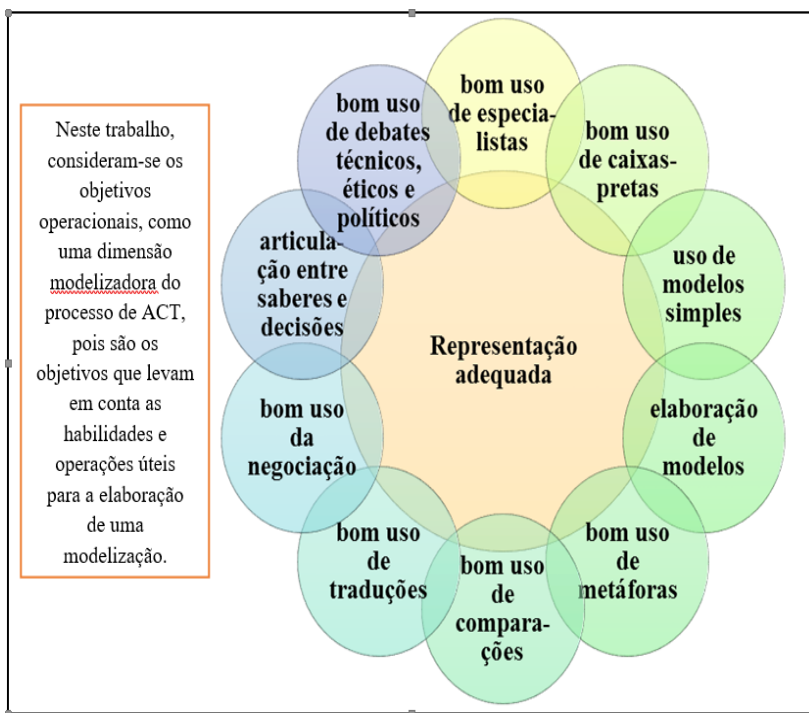 Neste trabalho,
consideram-se os
objetivos
operacionais, como
uma dimensão
modelizadora do
processo de ACT,
pois são os
objetivos que levam
em conta as
habilidades e
operações úteis
para a elaboração
de uma
modelização.
bom uso
de especia-
listas
bom uso
de caixas-
pretas
uso de
modelos
simples
elaboração
de
modelos
bom uso
de
metáforas
bom uso
de
compara-
ções
bom uso
de
traduções
bom uso
da
negociação
articula-
ção entre
saberes e
decisões
bom uso
de debates
técnicos,
éticos e
políticos
Representação
adequada